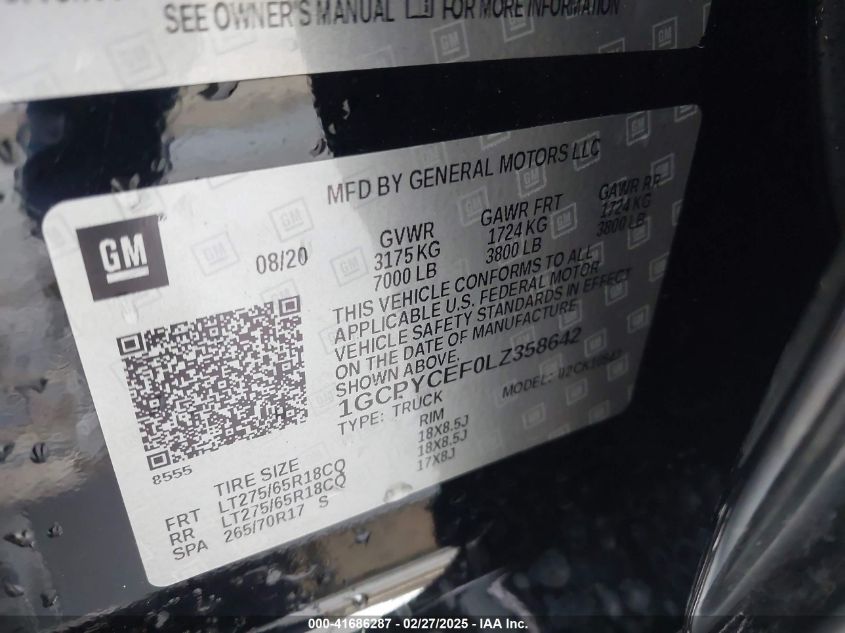 SEE OWNER'S MANUAL FOR MORE INFORMATION
MFD BY GENERAL MOTORS LLC
GM
08/20
GVWR GAWR FRT GAWR RR
3175 KG 1724 KG 1724 KG
7000 LB 3800 LB 3800 LB
THIS VEHICLE CONFORMS TO ALL
APPLICABLE U.S. FEDERAL MOTOR
VEHICLE SAFETY STANDARDS IN EFFECT
ON THE DATE OF MANUFACTURE
SHOWN ABOVE.
1GCPYCEF0LZ358642
TYPE: TRUCK MODEL:
8555
TIRE SIZE RIM
FRT LT275/65R18CQ 18X8.5J
RR LT275/65R18CQ 18X8.5J
SPA 265/70R17 S 17X8J
000-41686287 - 02/27/2025 - IAAI.COM